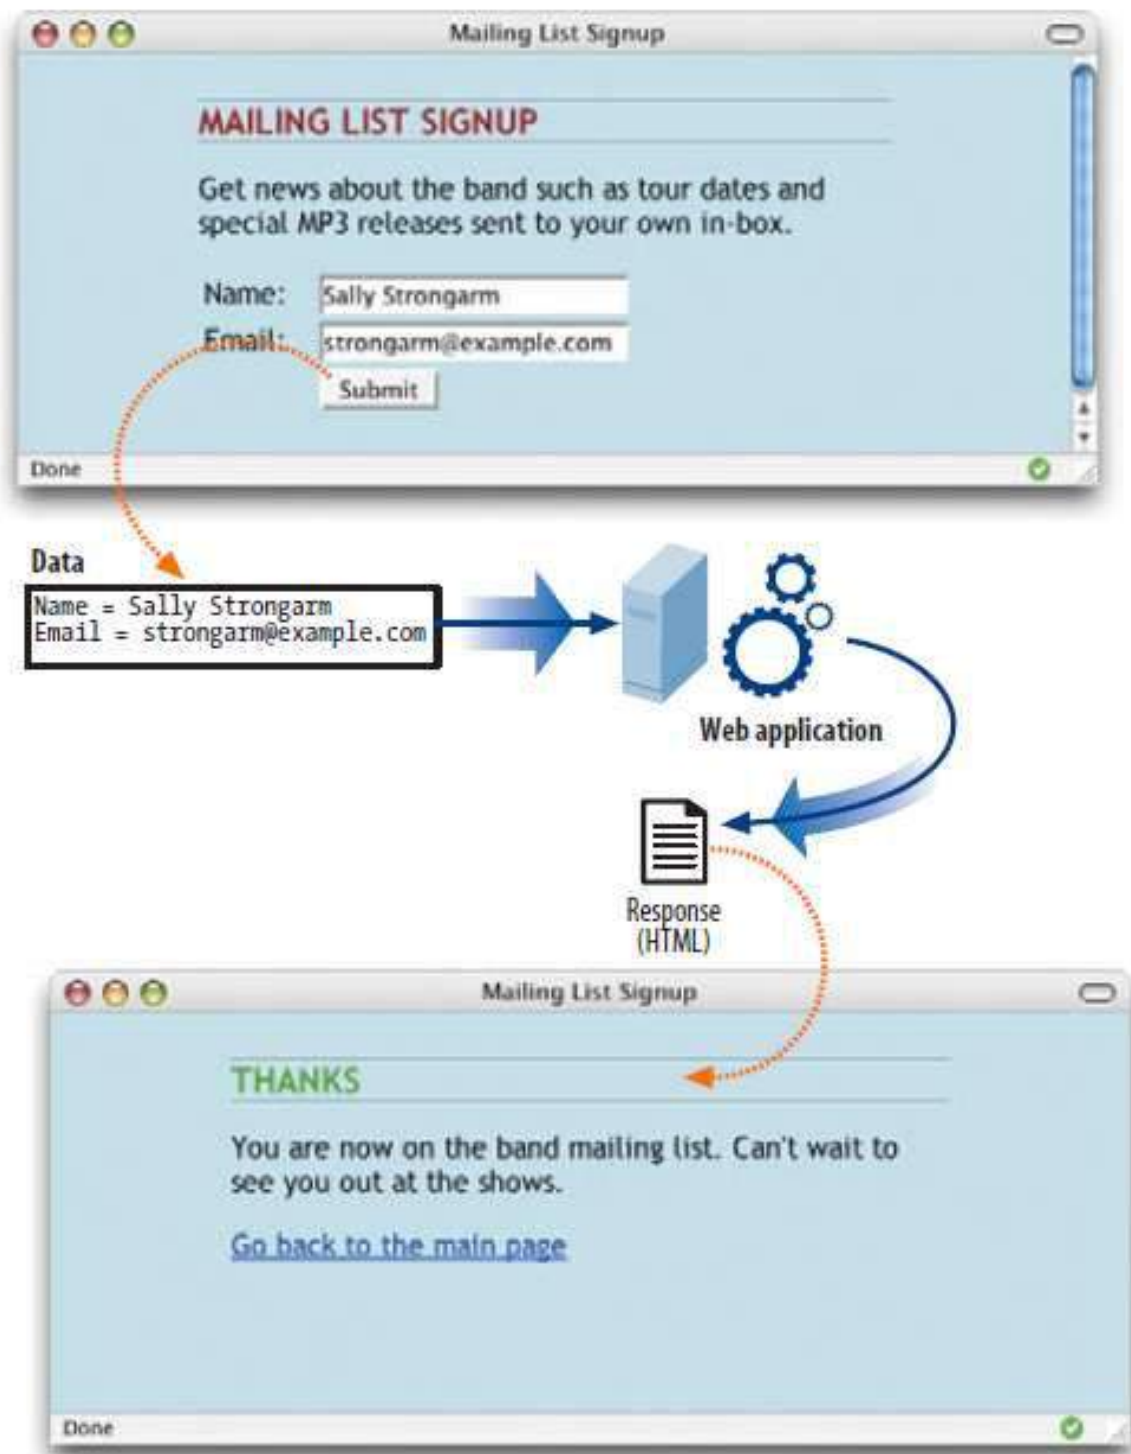 Mailing List Signup
MAILING LIST SIGNUP
Get news about the band such as tour dates and
special MP3 releases sent to your own in-box.
Name: Sally Strongarm
Email: strongarm@example.com
Submit
Done
Data
Name = Sally Strongarm
Email = strongarm@example.com
Web application
Response
(HTML)
Mailing List Signup
THANKS
You are now on the band mailing list. Can't wait to
see you out at the shows.
Go back to the main page
Done